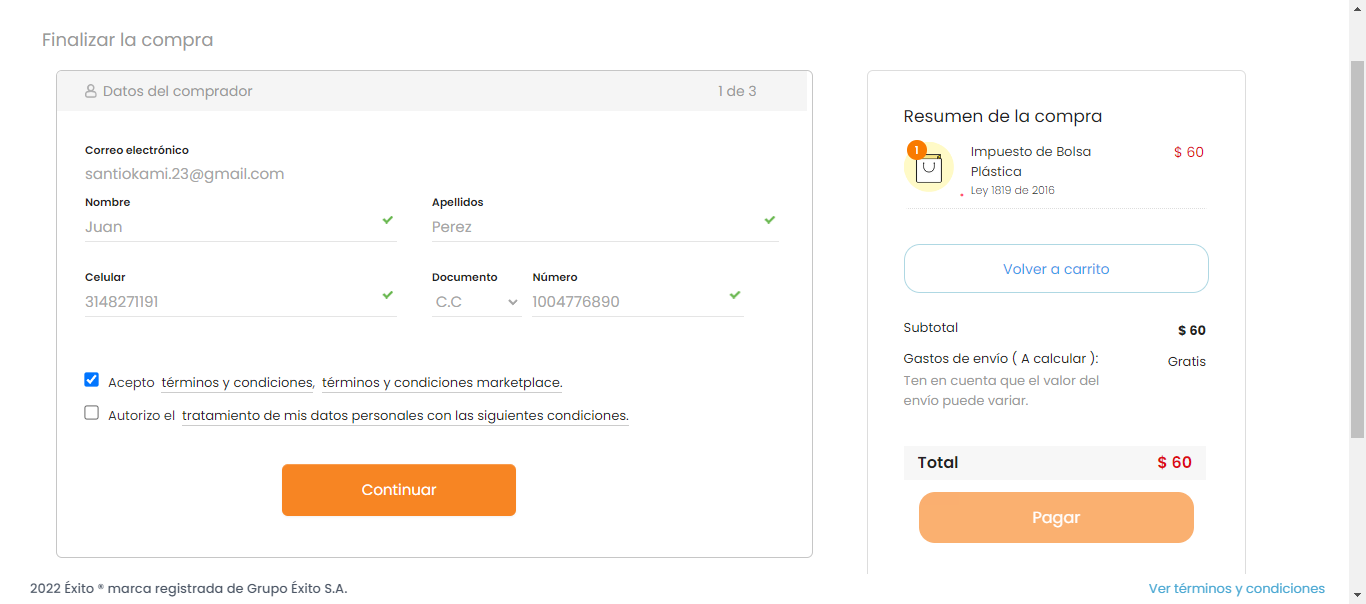 Finalizar la compra
Datos del comprador
1 de 3
Correo electrónico
santiokami.23@gmail.com
Nombre
Apellidos
Juan
Perez
Celular
Documento
Número
3148271191
C.C
1004776890
Acepto términos y condiciones, términos y condiciones marketplace.
Autorizo el tratamiento de mis datos personales con las siguientes condiciones.
Continuar
Resumen de la compra
1
Impuesto de Bolsa
Plástica
$ 60
Ley 1819 de 2016
Volver a carrito
Subtotal
$ 60
Gastos de envío ( A calcular ):
Gratis
Ten en cuenta que el valor del
envío puede variar.
Total
$ 60
Pagar
2022 Éxito ® marca registrada de Grupo Éxito S.A.
Ver términos y condiciones